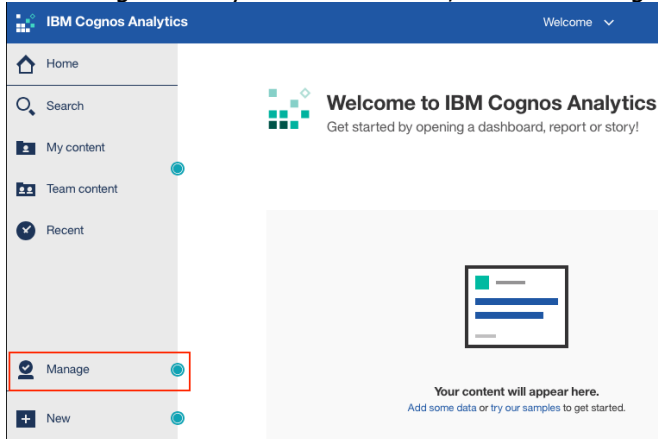 IBM Cognos Analytics
Welcome
Home
Search
My content
Team content
Recent
Manage
New
Welcome to IBM Cognos Analytics
Get started by opening a dashboard, report or story!
Your content will appear here.
Add some data or try our samples to get started.